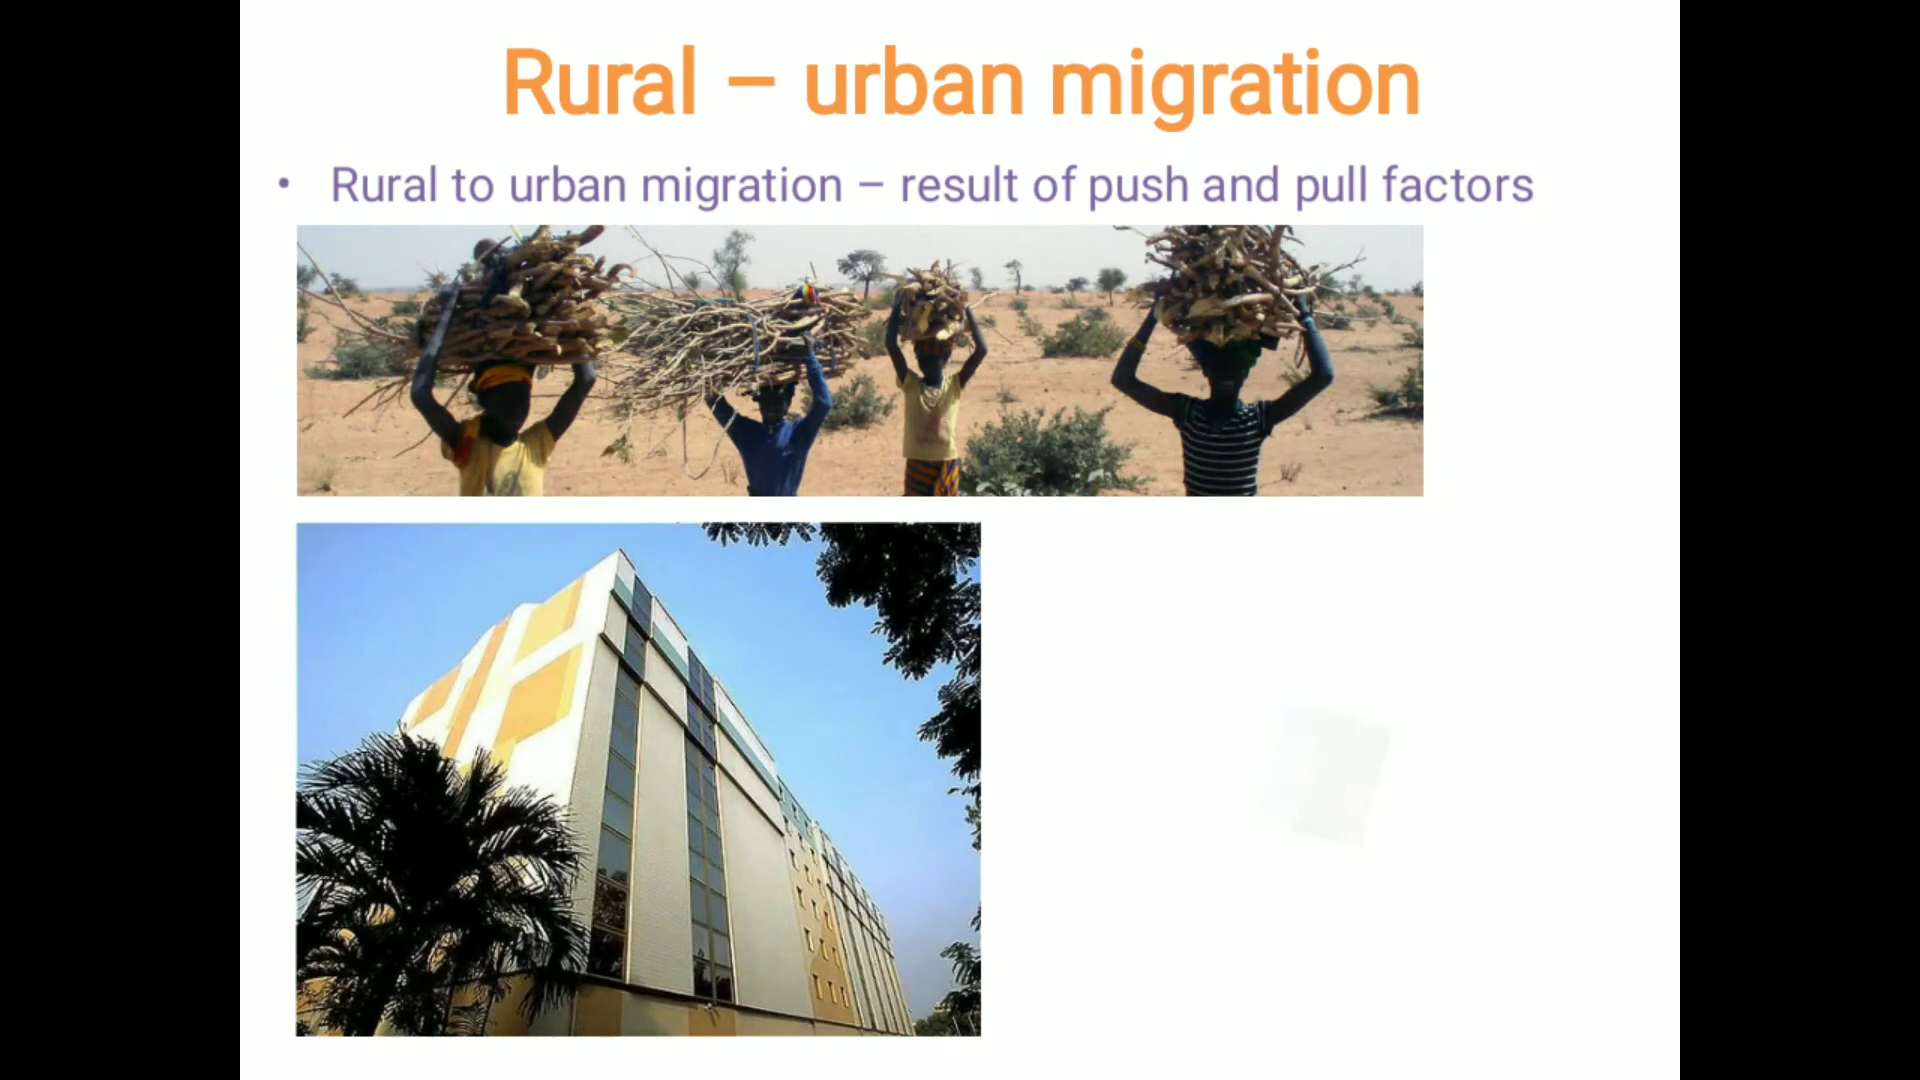 Rural – urban migration
• Rural to urban migration – result of push and pull factors